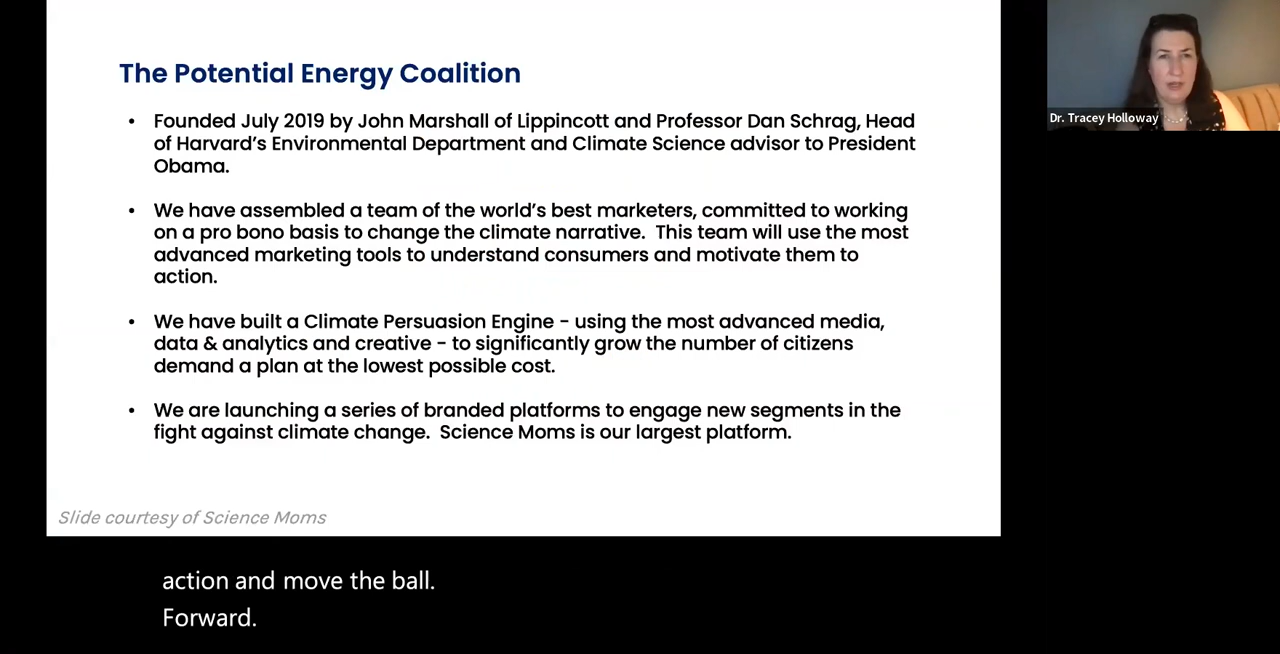 The Potential Energy Coalition
• Founded July 2019 by John Marshall of Lippincott and Professor Dan Schrag, Head
of Harvard's Environmental Department and Climate Science advisor to President
Obama.
• We have assembled a team of the world's best marketers, committed to working
on a pro bono basis to change the climate narrative.  This team will use the most
advanced marketing tools to understand consumers and motivate them to
action.
• We have built a Climate Persuasion Engine - using the most advanced media,
data & analytics and creative - to significantly grow the number of citizens
demand a plan at the lowest possible cost.
• We are launching a series of branded platforms to engage new segments in the
fight against climate change.  Science Moms is our largest platform.
Slide courtesy of Science Moms
Dr. Tracey Holloway
action and move the ball.
Forward.